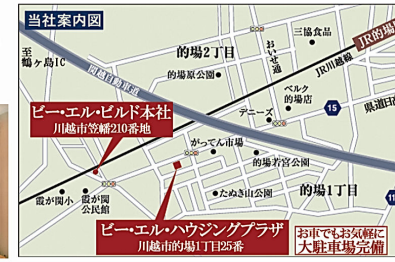 当社案内図
三協食品
JR的場
至鶴ヶ島IC
的場2丁目
おいせ通
JR川越線
関越自動車道
的場原公園
ベルク的場店
15
県道日高
ビー・エル・ビルド本社
川越市笠幡210番地
デニーズ
がってん市場
的場若宮公園
15
霞が関小
霞が関公民館
たぬき山公園
的場1丁目
ビー・エル・ハウジングプラザ
川越市的場1丁目25番
お車でもお気軽に
大駐車場完備